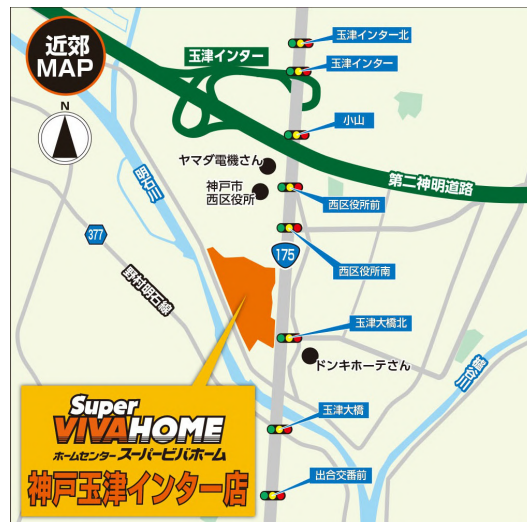 近郊
MAP
N
玉津インター
玉津インター北
玉津インター
小山
ヤマダ電機さん
神戸市
西区役所
西区役所前
第二神明道路
明石川
377
野村明石線
175
西区役所南
玉津大橋北
ドンキホーテさん
櫨谷川
玉津大橋
出合交番前
Super
VIVAHOME
ホームセンター スーパービバホーム
神戸玉津インター店